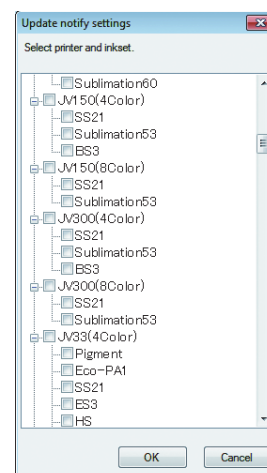 Update notify settings
Select printer and inkset.
Sublimation60
JV150(4Color)
SS21
Sublimation53
BS3
JV150(8Color)
SS21
Sublimation53
JV300(4Color)
SS21
Sublimation53
BS3
JV300(8Color)
SS21
Sublimation53
JV33(4Color)
Pigment
Eco-PA1
SS21
ES3
HS
OK Cancel